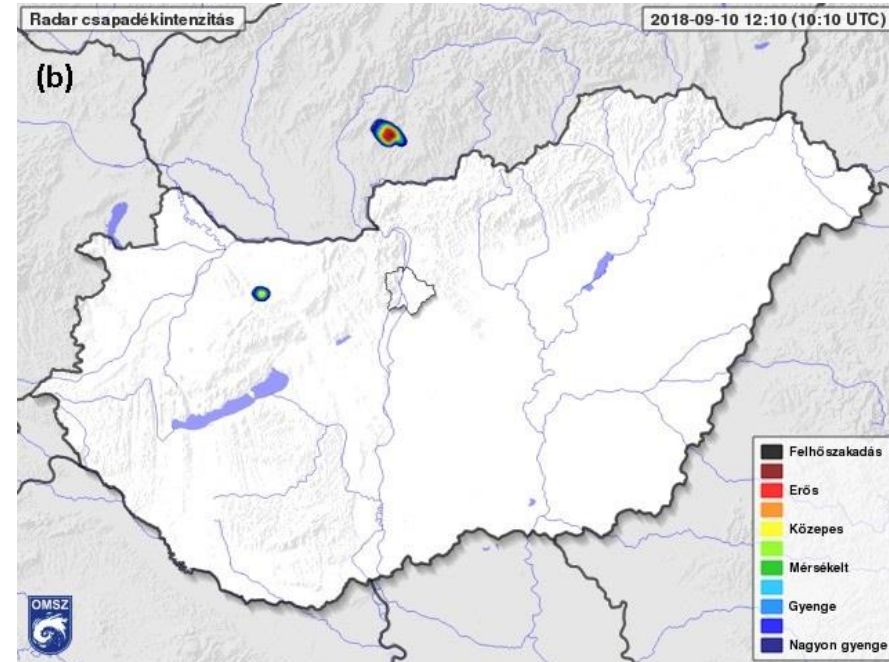 Radar csapadékintenzitás
2018-09-10 12:10 (10:10 UTC)
(b)
Felhőszakadás
Erős
Közepes
Mérsékelt
Gyenge
Nagyon gyenge
OMSZ